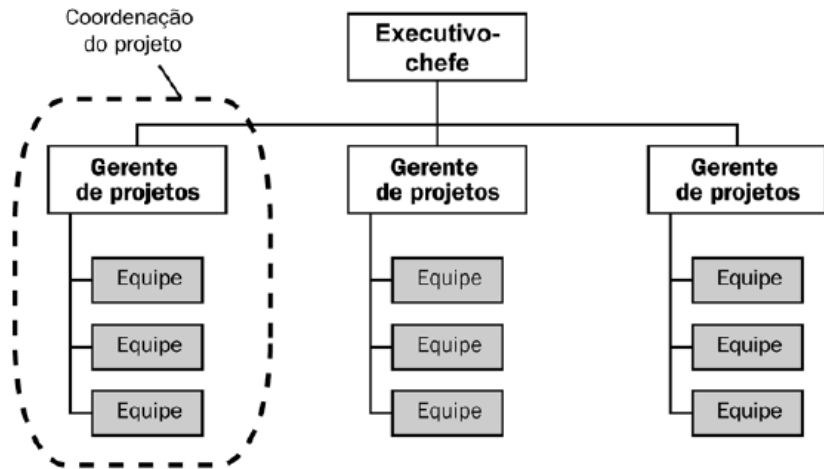 Coordenação
do projeto
Executivo-
chefe
Gerente
de projetos
Gerente
de projetos
Gerente
de projetos
Equipe
Equipe
Equipe
Equipe
Equipe
Equipe
Equipe
Equipe
Equipe